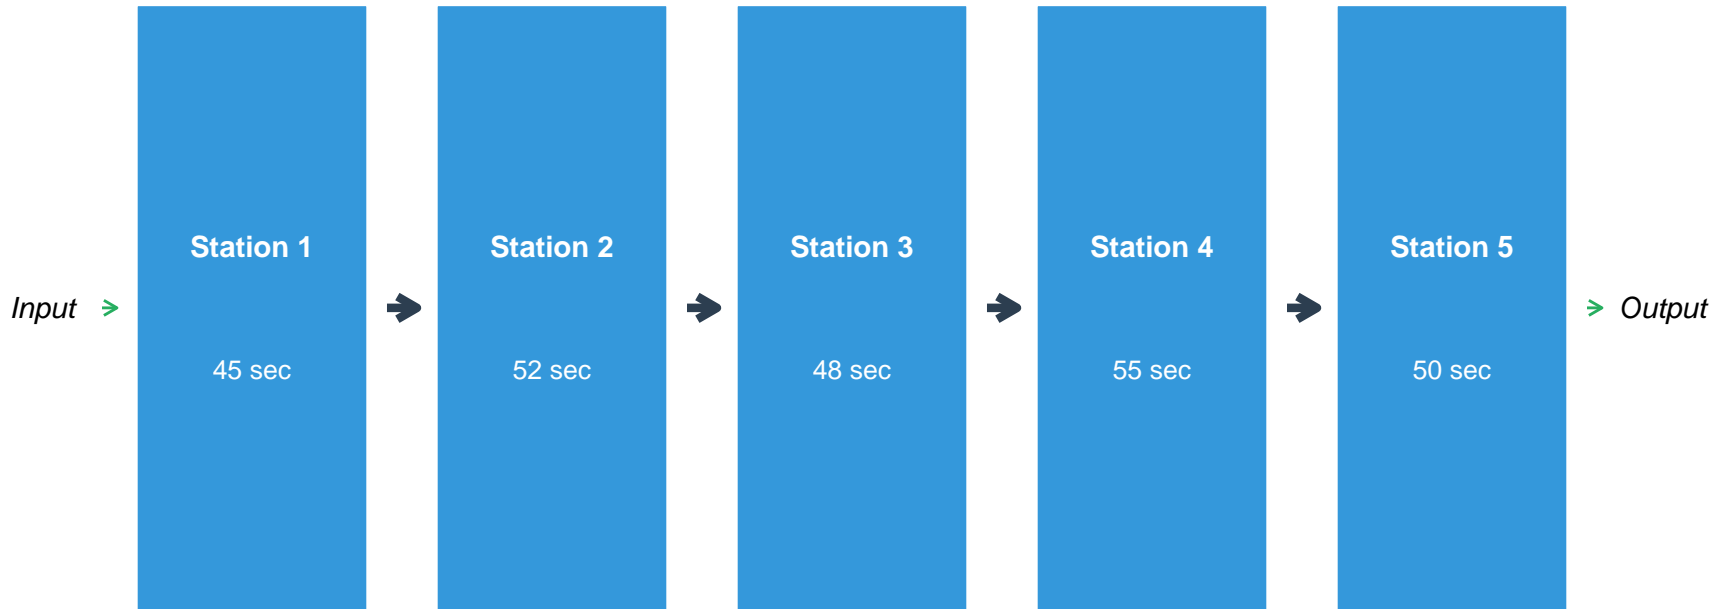 Input
Station 1
45 sec
Station 2
52 sec
Station 3
48 sec
Station 4
55 sec
Station 5
50 sec
Output